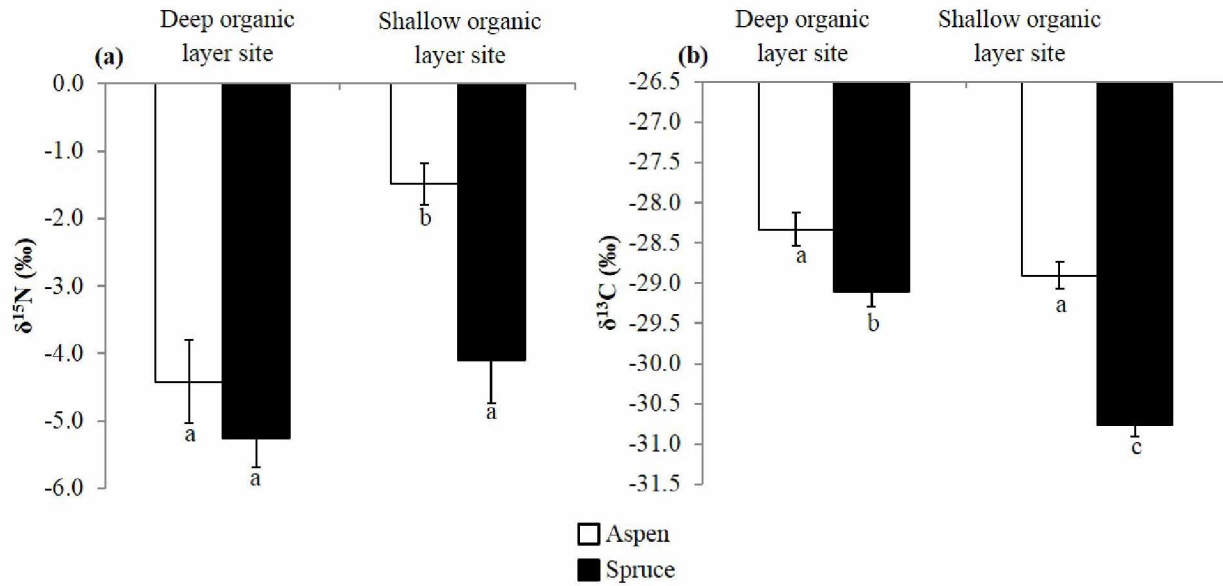 (a)
Deep organic
layer site
Shallow organic
layer site
0.0
-1.0
-2.0
-3.0
-4.0
-5.0
-6.0
δ¹⁵N (‰)
a
a
b
a
(b)
Deep organic
layer site
Shallow organic
layer site
-26.5
-27.0
-27.5
-28.0
-28.5
-29.0
-29.5
-30.0
-30.5
-31.0
-31.5
δ¹³C (‰)
a
b
a
c
Aspen
Spruce